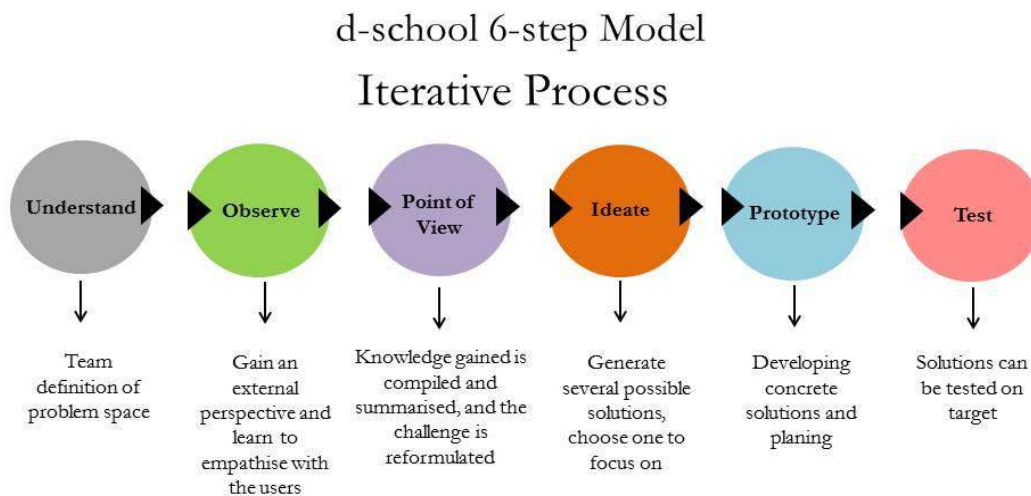 d-school 6-step Model
Iterative Process
Understand
Observe
Point of
View
Ideate
Prototype
Test
Team
definition of
problem space
Gain an
external
perspective and
learn to
empathise with
the users
Knowledge gained is
compiled and
summarised, and the
challenge is
reformulated
Generate
several possible
solutions,
choose one to
focus on
Developing
concrete
solutions and
planing
Solutions can
be tested on
target